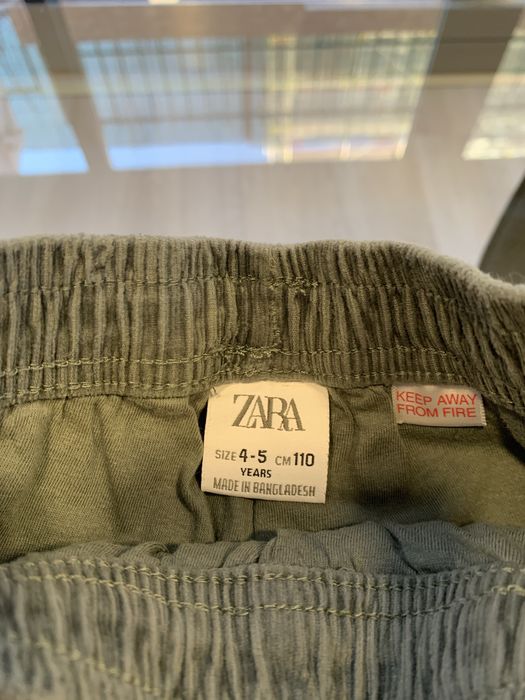 ZARA
SIZE 4-5 CM 110
YEARS
MADE IN BANGLADESH
KEEP AWAY
FROM FIRE